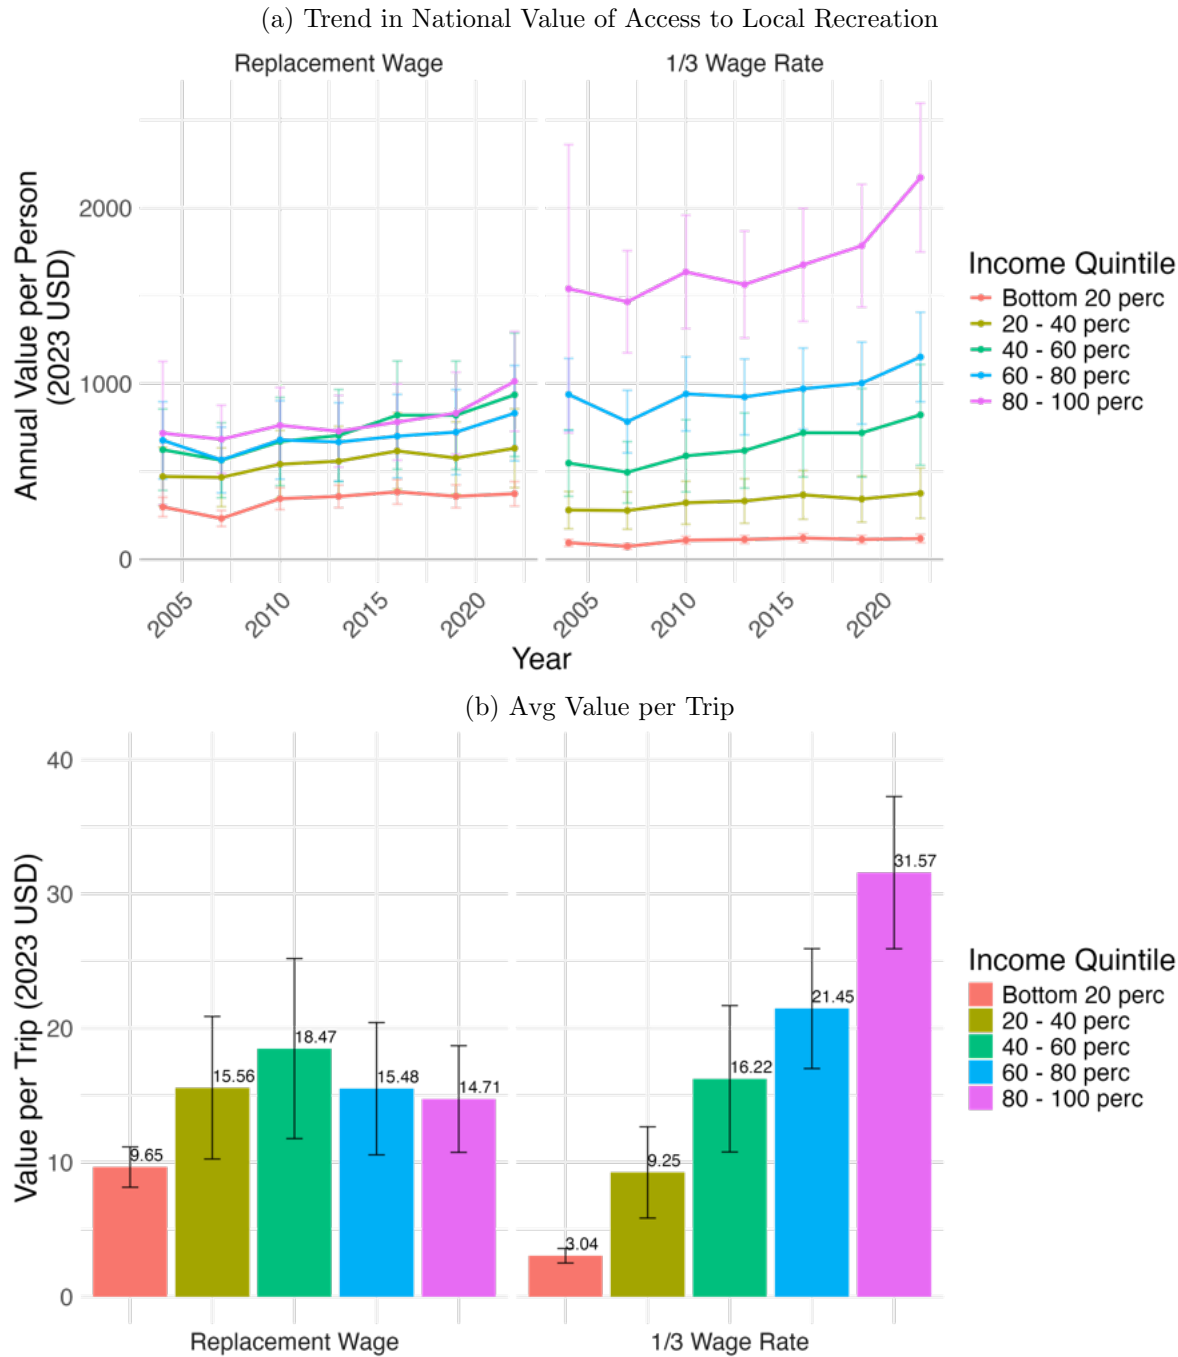 (a) Trend in National Value of Access to Local Recreation
Replacement Wage
1/3 Wage Rate
Annual Value per Person
(2023 USD)
2000
1000
0
2005
2010
2015
2020
2005
2010
2015
2020
Year
Income Quintile
Bottom 20 perc
20 - 40 perc
40 - 60 perc
60 - 80 perc
80 - 100 perc
(b) Avg Value per Trip
Value per Trip (2023 USD)
40
30
20
10
0
9.65
15.56
18.47
15.48
14.71
3.04
9.25
16.22
21.45
31.57
Replacement Wage
1/3 Wage Rate
Income Quintile
Bottom 20 perc
20 - 40 perc
40 - 60 perc
60 - 80 perc
80 - 100 perc